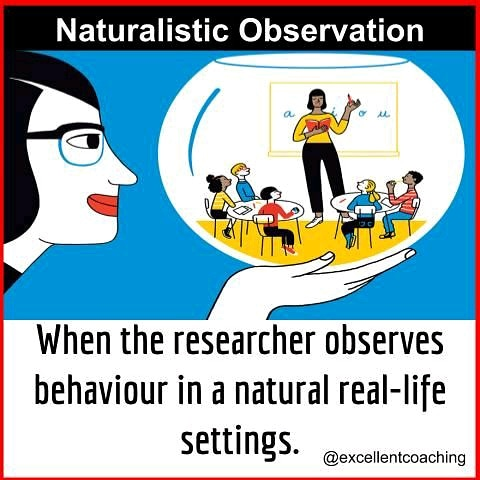 Naturalistic Observation
a i o u
When the researcher observes
behaviour in a natural real-life
settings.
@excellentcoaching